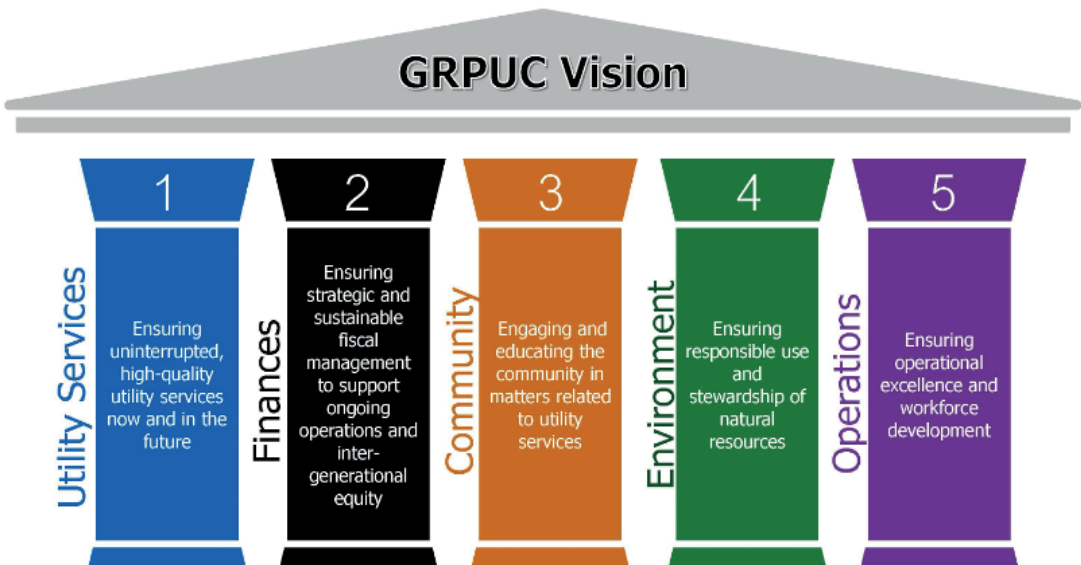 GRPUC Vision
1
Utility Services
Ensuring
uninterrupted,
high-quality
utility services
now and in the
future
2
Finances
Ensuring
strategic and
sustainable
fiscal
management
to support
ongoing
operations and
inter-
generational
equity
3
Community
Engaging and
educating the
community in
matters related
to utility
services
4
Environment
Ensuring
responsible use
and
stewardship of
natural
resources
5
Operations
Ensuring
operational
excellence and
workforce
development